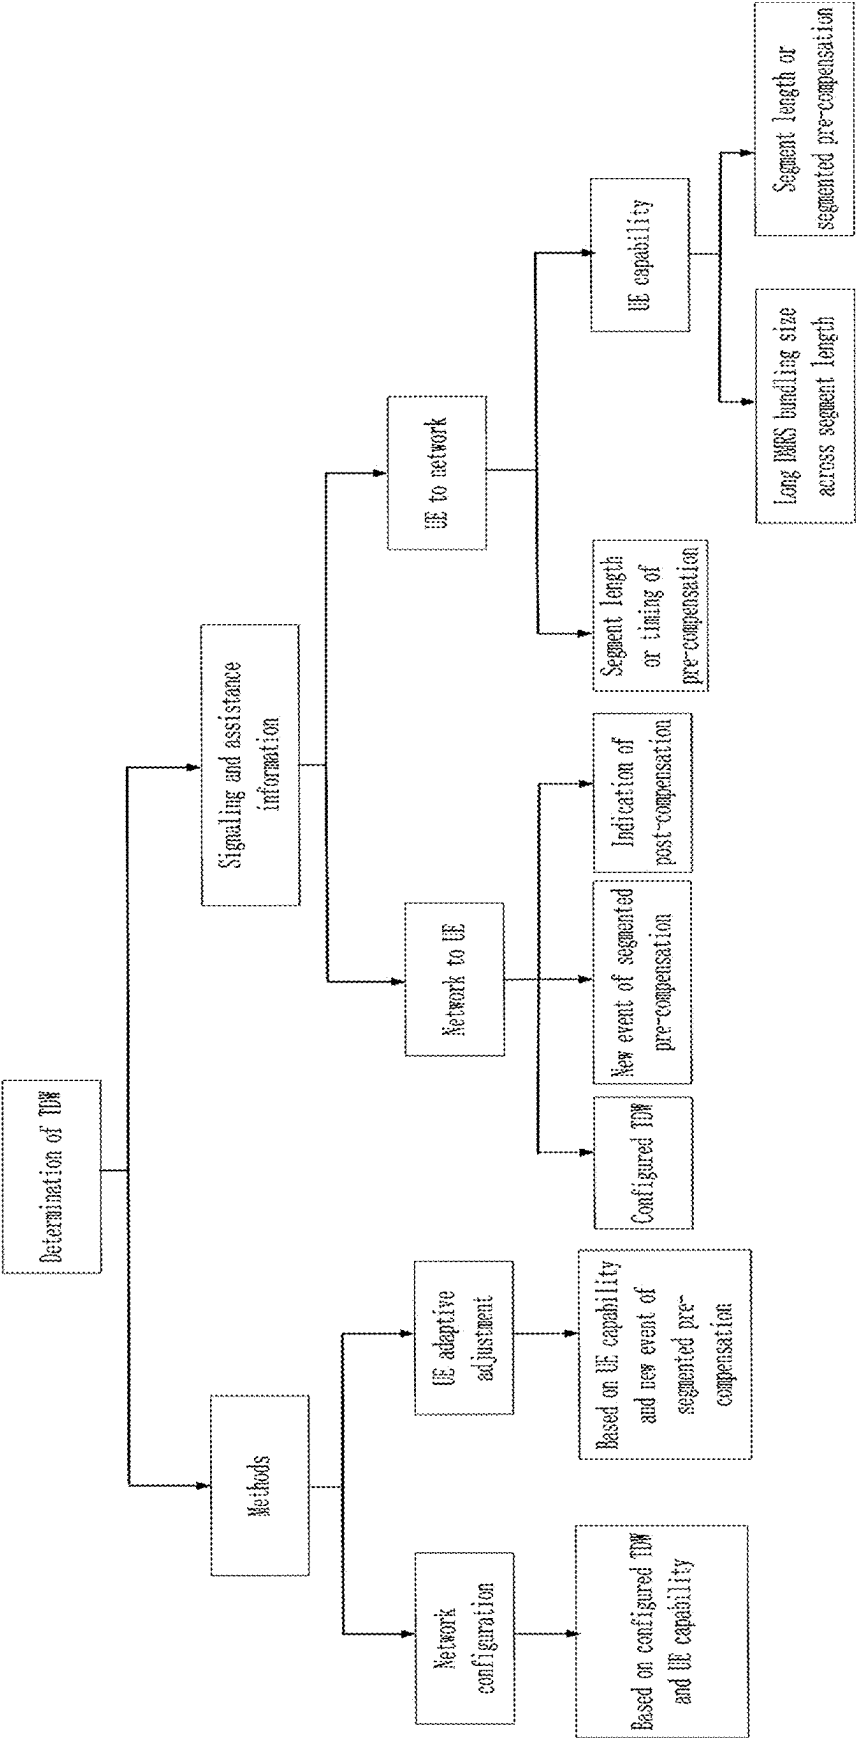 Determination of TDW
Methods
Signaling and assistance
information
Network
configuration
UE adaptive
adjustment
Network to UE
UE to network
Based on configured TDW
and UE capability
Based on UE capability
and new event of
segmented pre-
compensation
Configured TDW
New event of segmented
pre-compensation
Indication of
post-compensation
Segment length
or timing of
pre-compensation
UE capability
Long DMRS bundling size
across segment length
Segment length or
segmented pre-compensation